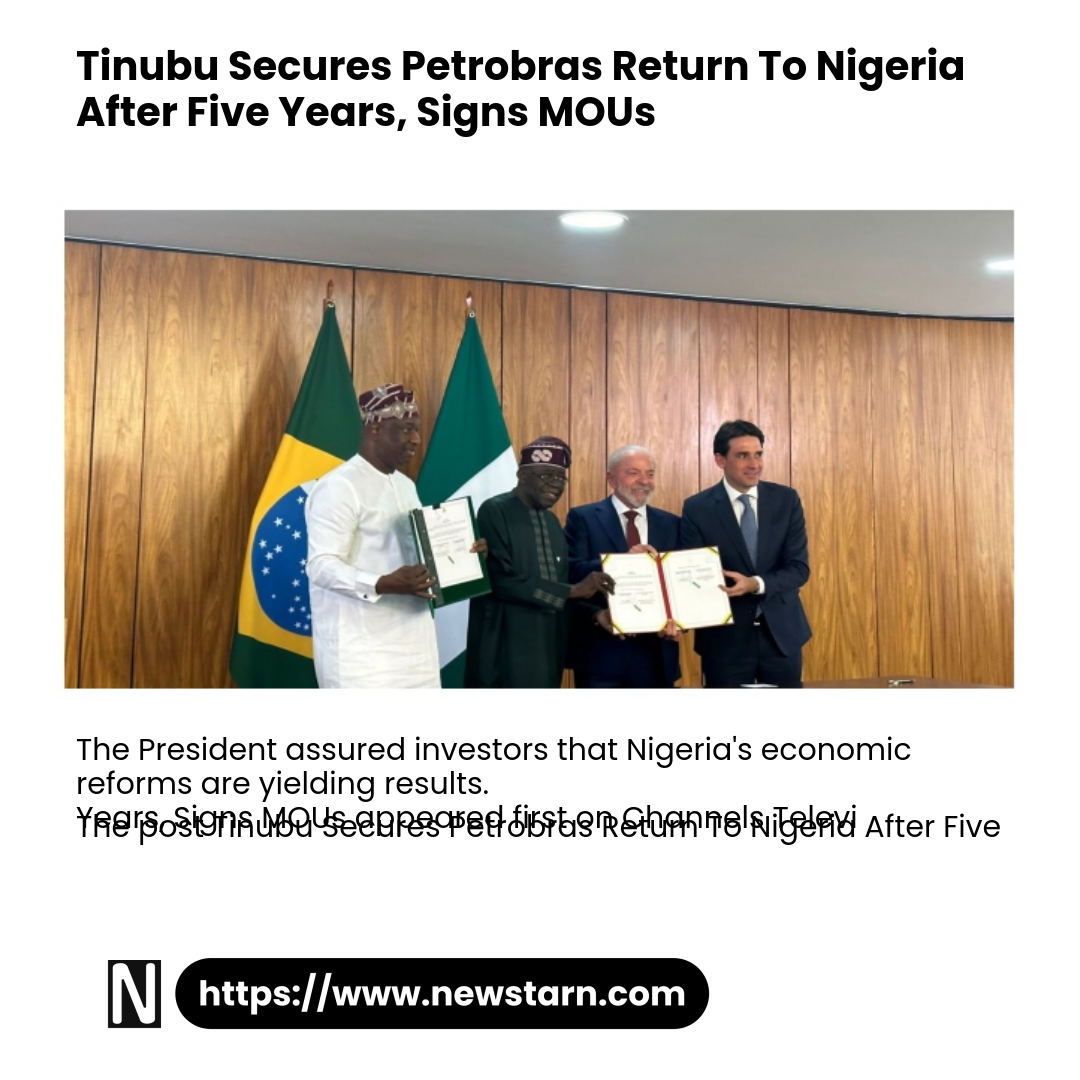 Tinubu Secures Petrobras Return To Nigeria
After Five Years, Signs MOUs
The President assured investors that Nigeria's economic
reforms are yielding results.
The post Tinubu Secures Petrobras Return To Nigeria After Five
Years, Signs MOUs appeared first on Channels Televi
N
https://www.newstarn.com